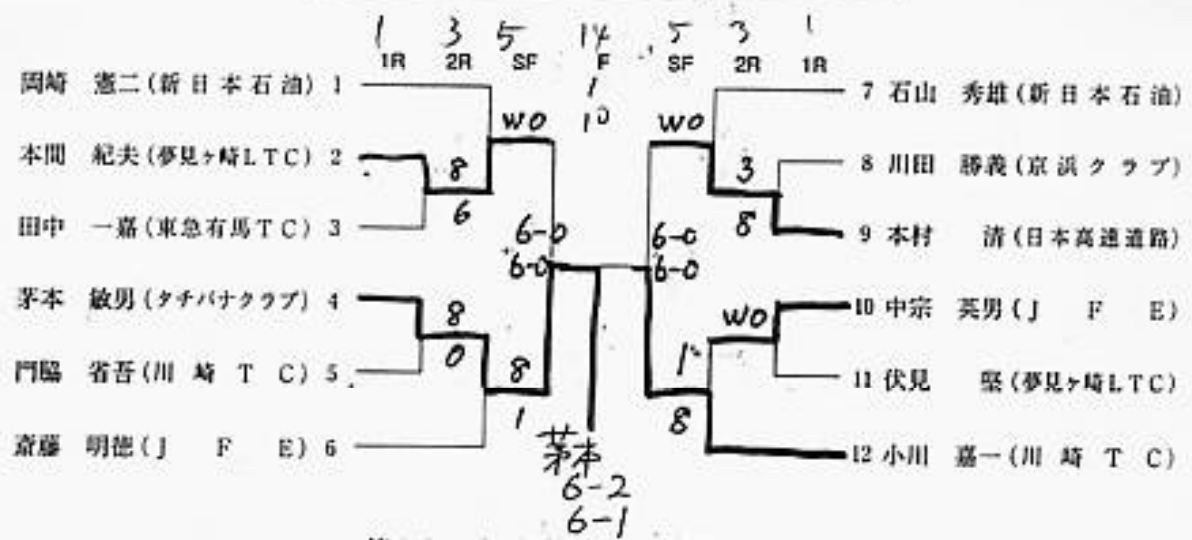 1 3 5 14 5 3 1
1R 2R SF F SF 2R 1R
1
10
岡崎 憲二(新日本石油) 1
WO
WO
7 石山 秀雄(新日本石油)
本間 紀夫(夢見ヶ崎LTC) 2
8
6
3
8
8 川田 勝義(京浜クラブ)
田中 一嘉(東急有馬TC) 3
6-0
6-0
6-0
6-0
9 本村 清(日本高速道路)
茅本 敏男(タチバナクラブ) 4
8
0
WO
10 中宗 英男(J F E)
門脇 省吾(川崎TC) 5
8
1
1
8
11 伏見 堅(夢見ヶ崎LTC)
斎藤 明徳(J F E) 6
12 小川 嘉一(川崎TC)
茅本
6-2
6-1